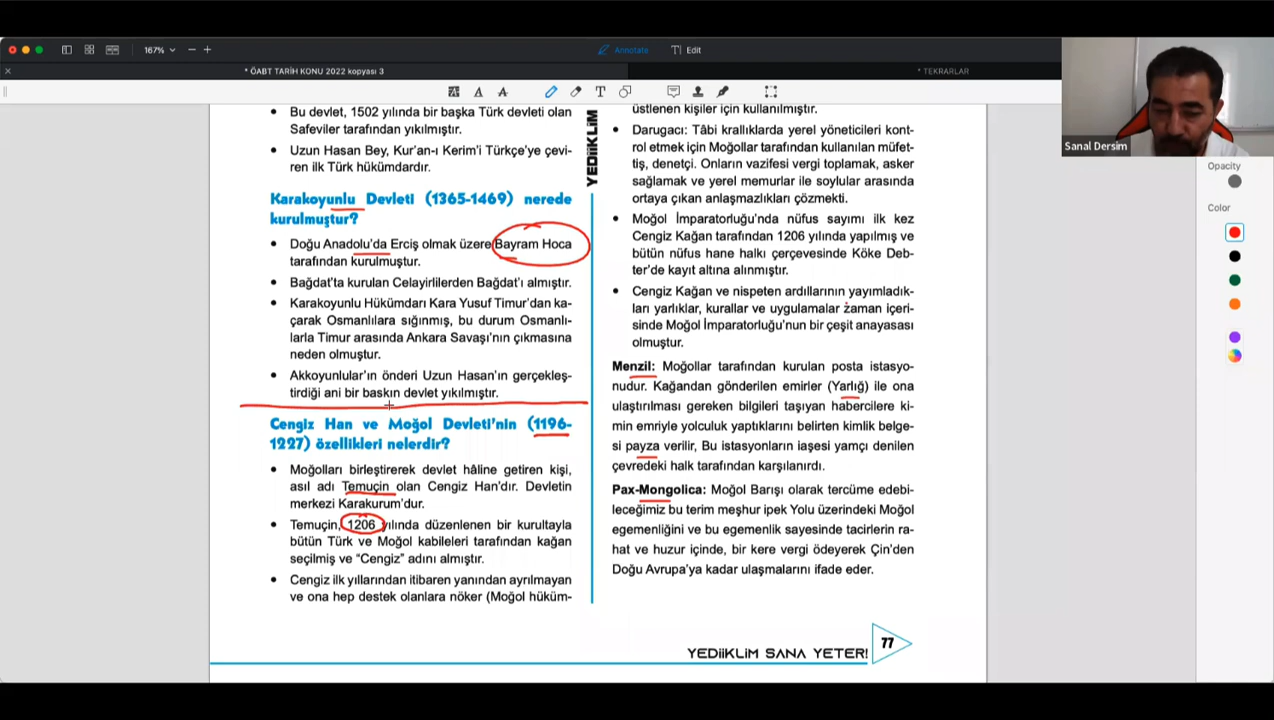 167%
Annotate
Edit
* ÖABT TARİH KONU 2022 kopyası 3
* TEKRARLAR
Sanal Dersim
Opacity
Color
Bu devlet, 1502 yılında bir başka Türk devleti olan
Safeviler tarafından yıkılmıştır.
Uzun Hasan Bey, Kur'an-ı Kerim'i Türkçe'ye çevi-
ren ilk Türk hükümdardır.
Karakoyunlu Devleti (1365-1469) nerede
kurulmuştur?
Doğu Anadolu'da Erciş olmak üzere Bayram Hoca
tarafından kurulmuştur.
Bağdat'ta kurulan Celayirlilerden Bağdat'ı almıştır.
Karakoyunlu Hükümdarı Kara Yusuf Timur'dan ka-
çarak Osmanlılara sığınmış, bu durum Osmanlı-
larla Timur arasında Ankara Savaşı'nın çıkmasına
neden olmuştur.
Akkoyunlular'ın önderi Uzun Hasan'ın gerçekleş-
tirdiği ani bir baskın devlet yıkılmıştır.
Cengiz Han ve Moğol Devleti'nin (1196-
1227) özellikleri nelerdir?
Moğolları birleştirerek devlet hâline getiren kişi,
asıl adı Temuçin olan Cengiz Han'dır. Devletin
merkezi Karakurum'dur.
Temuçin, 1206 yılında düzenlenen bir kurultayla
bütün Türk ve Moğol kabileleri tarafından kağan
seçilmiş ve "Cengiz" adını almıştır.
Cengiz ilk yıllarından itibaren yanından ayrılmayan
ve ona hep destek olanlara nöker (Moğol hüküm-
YEDİİKLİM
üstlenen kişiler için kullanılmıştır.
Darugacı: Tâbi krallıklarda yerel yöneticileri kont-
rol etmek için Moğollar tarafından kullanılan müfet-
tiş, denetçi. Onların vazifesi vergi toplamak, asker
sağlamak ve yerel memurlar ile soylular arasında
ortaya çıkan anlaşmazlıkları çözmekti.
Moğol İmparatorluğu'nda nüfus sayımı ilk kez
Cengiz Kağan tarafından 1206 yılında yapılmış ve
bütün nüfus hane halkı çerçevesinde Köke Deb-
ter'de kayıt altına alınmıştır.
Cengiz Kağan ve nispeten ardıllarının yayımladık-
ları yarlıklar, kurallar ve uygulamalar zaman içeri-
sinde Moğol İmparatorluğu'nun bir çeşit anayasası
olmuştur.
Menzil: Moğollar tarafından kurulan posta istasyo-
nudur. Kağandan gönderilen emirler (Yarlığ) ile ona
ulaştırılması gereken bilgileri taşıyan habercilere ki-
min emriyle yolculuk yaptıklarını belirten kimlik belge-
si payza verilir, Bu istasyonların iaşesi yamçı denilen
çevredeki halk tarafından karşılanırdı.
Pax-Mongolica: Moğol Barışı olarak tercüme edebi-
leceğimiz bu terim meşhur ipek Yolu üzerindeki Moğol
egemenliğini ve bu egemenlik sayesinde tacirlerin ra-
hat ve huzur içinde, bir kere vergi ödeyerek Çin'den
Doğu Avrupa'ya kadar ulaşmalarını ifade eder.
YEDİİKLİM SANA YETER!
77